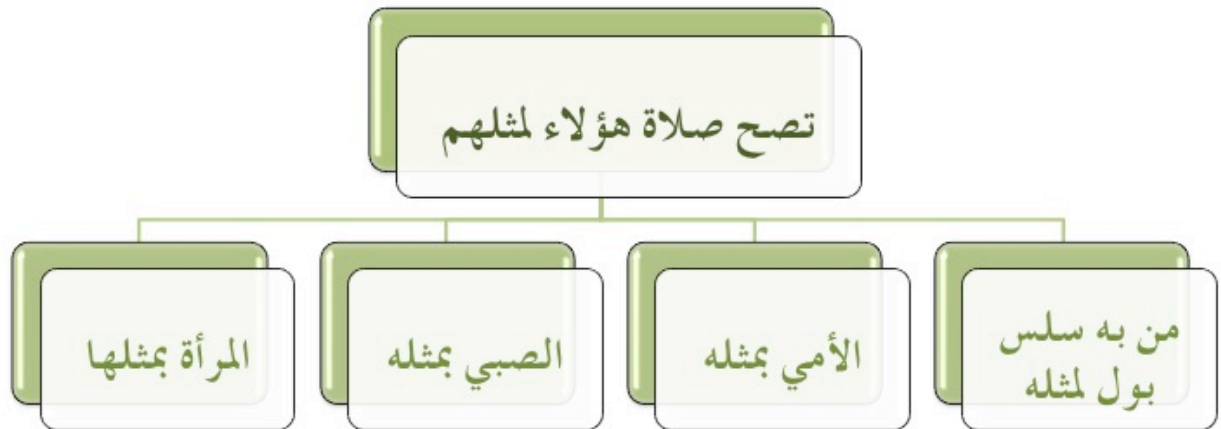 تصح صلاة هؤلاء لمثلهم
من به سلس
بول لمثله
الأمي بمثله
الصبي بمثله
المرأة بمثلها